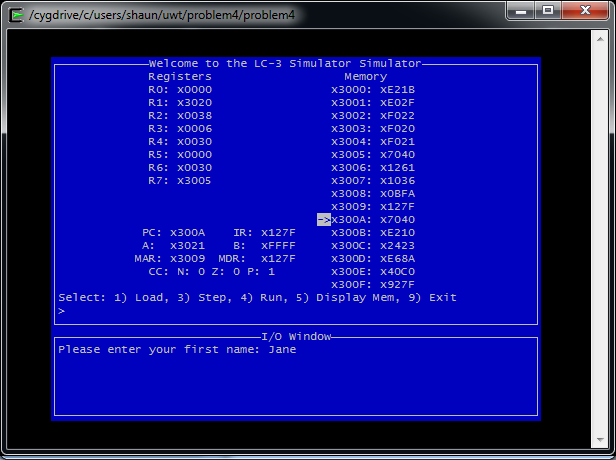 /cygdrive/c/users/shaun/uwt/problem4/problem4
Welcome to the LC-3 Simulator Simulator
Registers Memory
R0: x0000 x3000: xE21B
R1: x3020 x3001: xE02F
R2: x0038 x3002: xF022
R3: x0006 x3003: xF020
R4: x0030 x3004: xF021
R5: x0000 x3005: x7040
R6: x0030 x3006: x1261
R7: x3005 x3007: x1036
x3008: x0BFA
x3009: x127F
->x300A: x7040
PC: x300A IR: x127F x300B: xE210
A: x3021 B: xFFFF x300C: x2423
MAR: x3009 MDR: x127F x300D: xE68A
CC: N: 0 Z: 0 P: 1 x300E: x40C0
x300F: x927F
Select: 1) Load, 3) Step, 4) Run, 5) Display Mem, 9) Exit
>
I/O Window
Please enter your first name: Jane